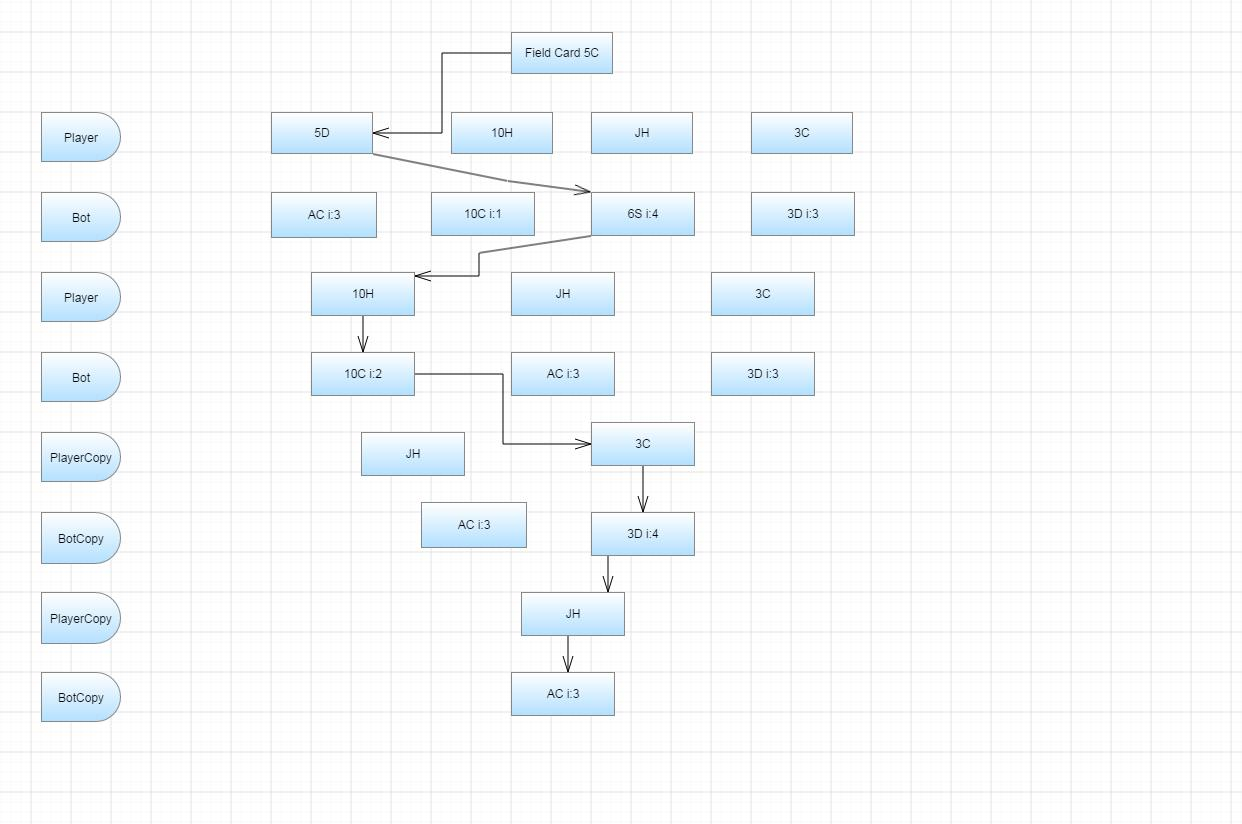 Field Card 5C
Player
5D
10H
JH
3C
Bot
AC i:3
10C i:1
6S i:4
3D i:3
Player
10H
JH
3C
Bot
10C i:2
AC i:3
3D i:3
PlayerCopy
JH
3C
BotCopy
AC i:3
3D i:4
PlayerCopy
JH
BotCopy
AC i:3